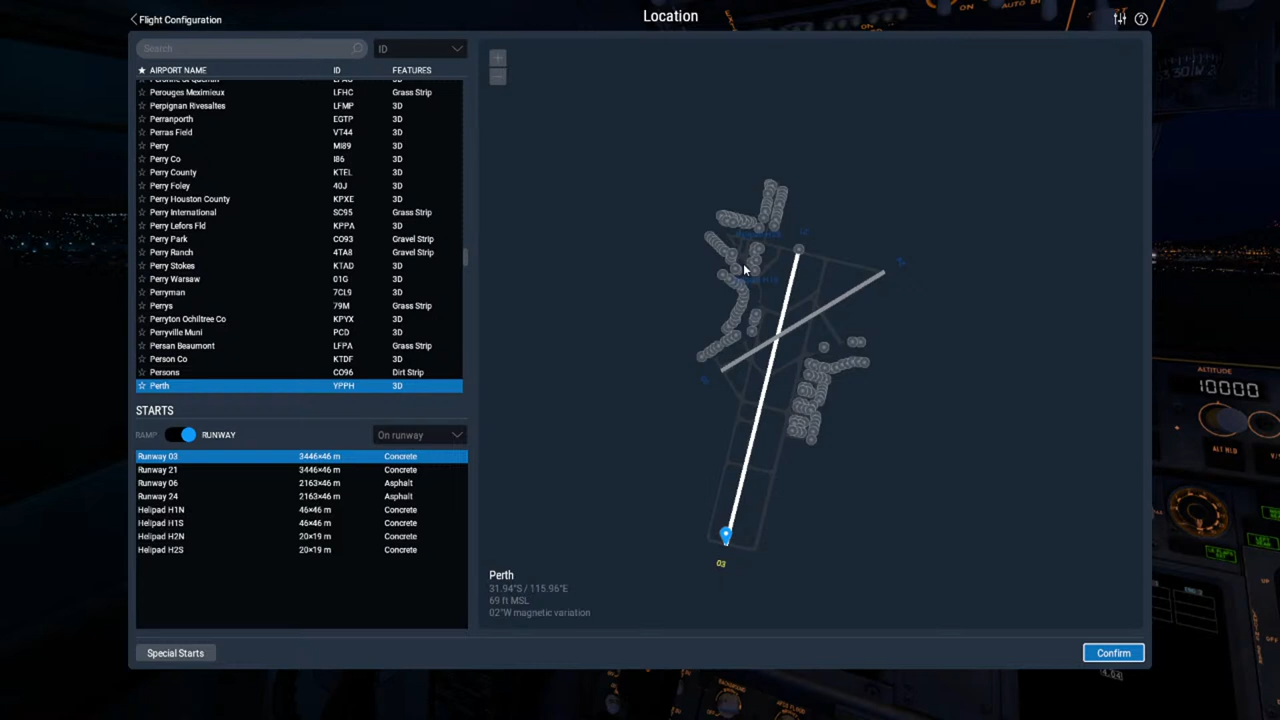 Flight Configuration
Location
Search
ID
AIRPORT NAME ID FEATURES
Perouges Meximieux LFHC Grass Strip
Perpignan Rivesaltes LFMP 3D
Perranporth EGTP 3D
Perras Field VT44 3D
Perry MI89 3D
Perry Co I86 3D
Perry County KTEL 3D
Perry Foley 40J 3D
Perry Houston County KPXE 3D
Perry International SC95 Grass Strip
Perry Lefors Fld KPPA 3D
Perry Park CO93 Gravel Strip
Perry Ranch 4TA8 Gravel Strip
Perry Stokes KTAD 3D
Perry Warsaw 01G 3D
Perryman 7CL9 3D
Perrys 79M Grass Strip
Perryton Ochiltree Co KPYX 3D
Perryville Muni PCD 3D
Persan Beaumont LFPA Grass Strip
Person Co KTDF 3D
Persons CO96 Dirt Strip
Perth YPPH 3D
STARTS
RAMP RUNWAY On runway
Runway 03 3446×46 m Concrete
Runway 21 3446×46 m Concrete
Runway 06 2163×46 m Asphalt
Runway 24 2163×46 m Asphalt
Helipad H1N 46×46 m Concrete
Helipad H1S 46×46 m Concrete
Helipad H2N 20×19 m Concrete
Helipad H2S 20×19 m Concrete
03
Perth
31.94°S / 115.96°E
69 ft MSL
02°W magnetic variation
Special Starts
Confirm
ALTITUDE
10000
ALT HLD